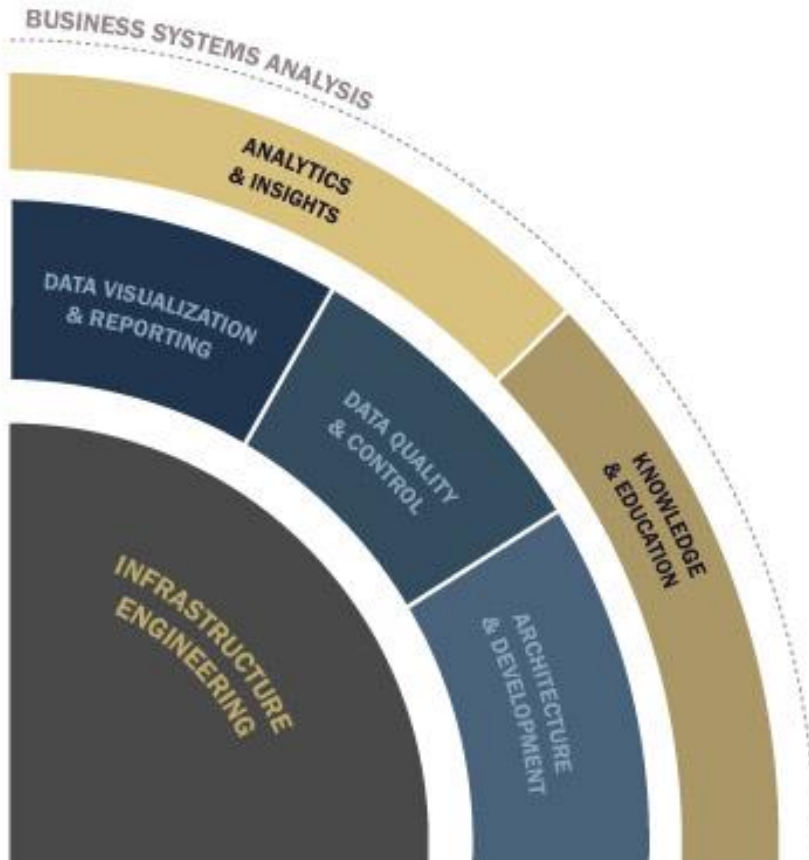 BUSINESS SYSTEMS ANALYSIS
ANALYTICS
& INSIGHTS
DATA VISUALIZATION
& REPORTING
DATA QUALITY
& CONTROL
KNOWLEDGE
& EDUCATION
INFRASTRUCTURE
ENGINEERING
ARCHITECTURE
& DEVELOPMENT